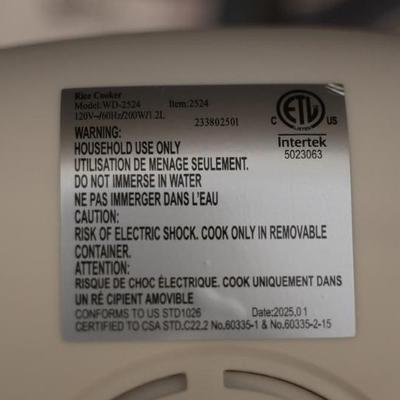 Rice Cooker
Model:WD-2524 Item:2524
120V~/60Hz/200W/1.2L
233802501
C ETL US
LISTED
Intertek
5023063
WARNING:
HOUSEHOLD USE ONLY
UTILISATION DE MENAGE SEULEMENT.
DO NOT IMMERSE IN WATER
NE PAS IMMERGER DANS L'EAU
CAUTION:
RISK OF ELECTRIC SHOCK. COOK ONLY IN REMOVABLE
CONTAINER.
ATTENTION:
RISQUE DE CHOC ÉLECTRIQUE. CUIRE UNIQUEMENT DANS
UN RÉ CIPIENT AMOVIBLE
CONFORMS TO US STD1026 Date:2025.01
CERTIFIED TO CSA STD.C22.2 No.60335-1 & No.60335-2-15